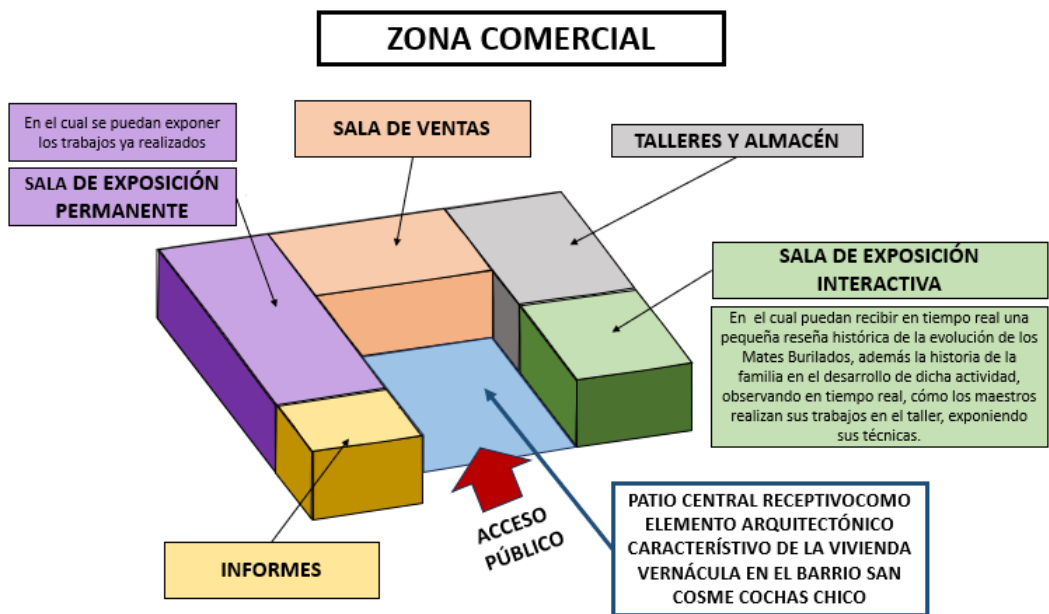 ZONA COMERCIAL
En el cual se puedan exponer
los trabajos ya realizados
SALA DE EXPOSICIÓN
PERMANENTE
SALA DE VENTAS
TALLERES Y ALMACÉN
SALA DE EXPOSICIÓN
INTERACTIVA
En el cual puedan recibir en tiempo real una
pequeña reseña histórica de la evolución de los
Mates Burilados, además la historia de la
familia en el desarrollo de dicha actividad,
observando en tiempo real, cómo los maestros
realizan sus trabajos en el taller, exponiendo
sus técnicas.
ACCESO
PÚBLICO
INFORMES
PATIO CENTRAL RECEPTIVOCOMO
ELEMENTO ARQUITECTÓNICO
CARACTERÍSTIVO DE LA VIVIENDA
VERNÁCULA EN EL BARRIO SAN
COSME COCHAS CHICO